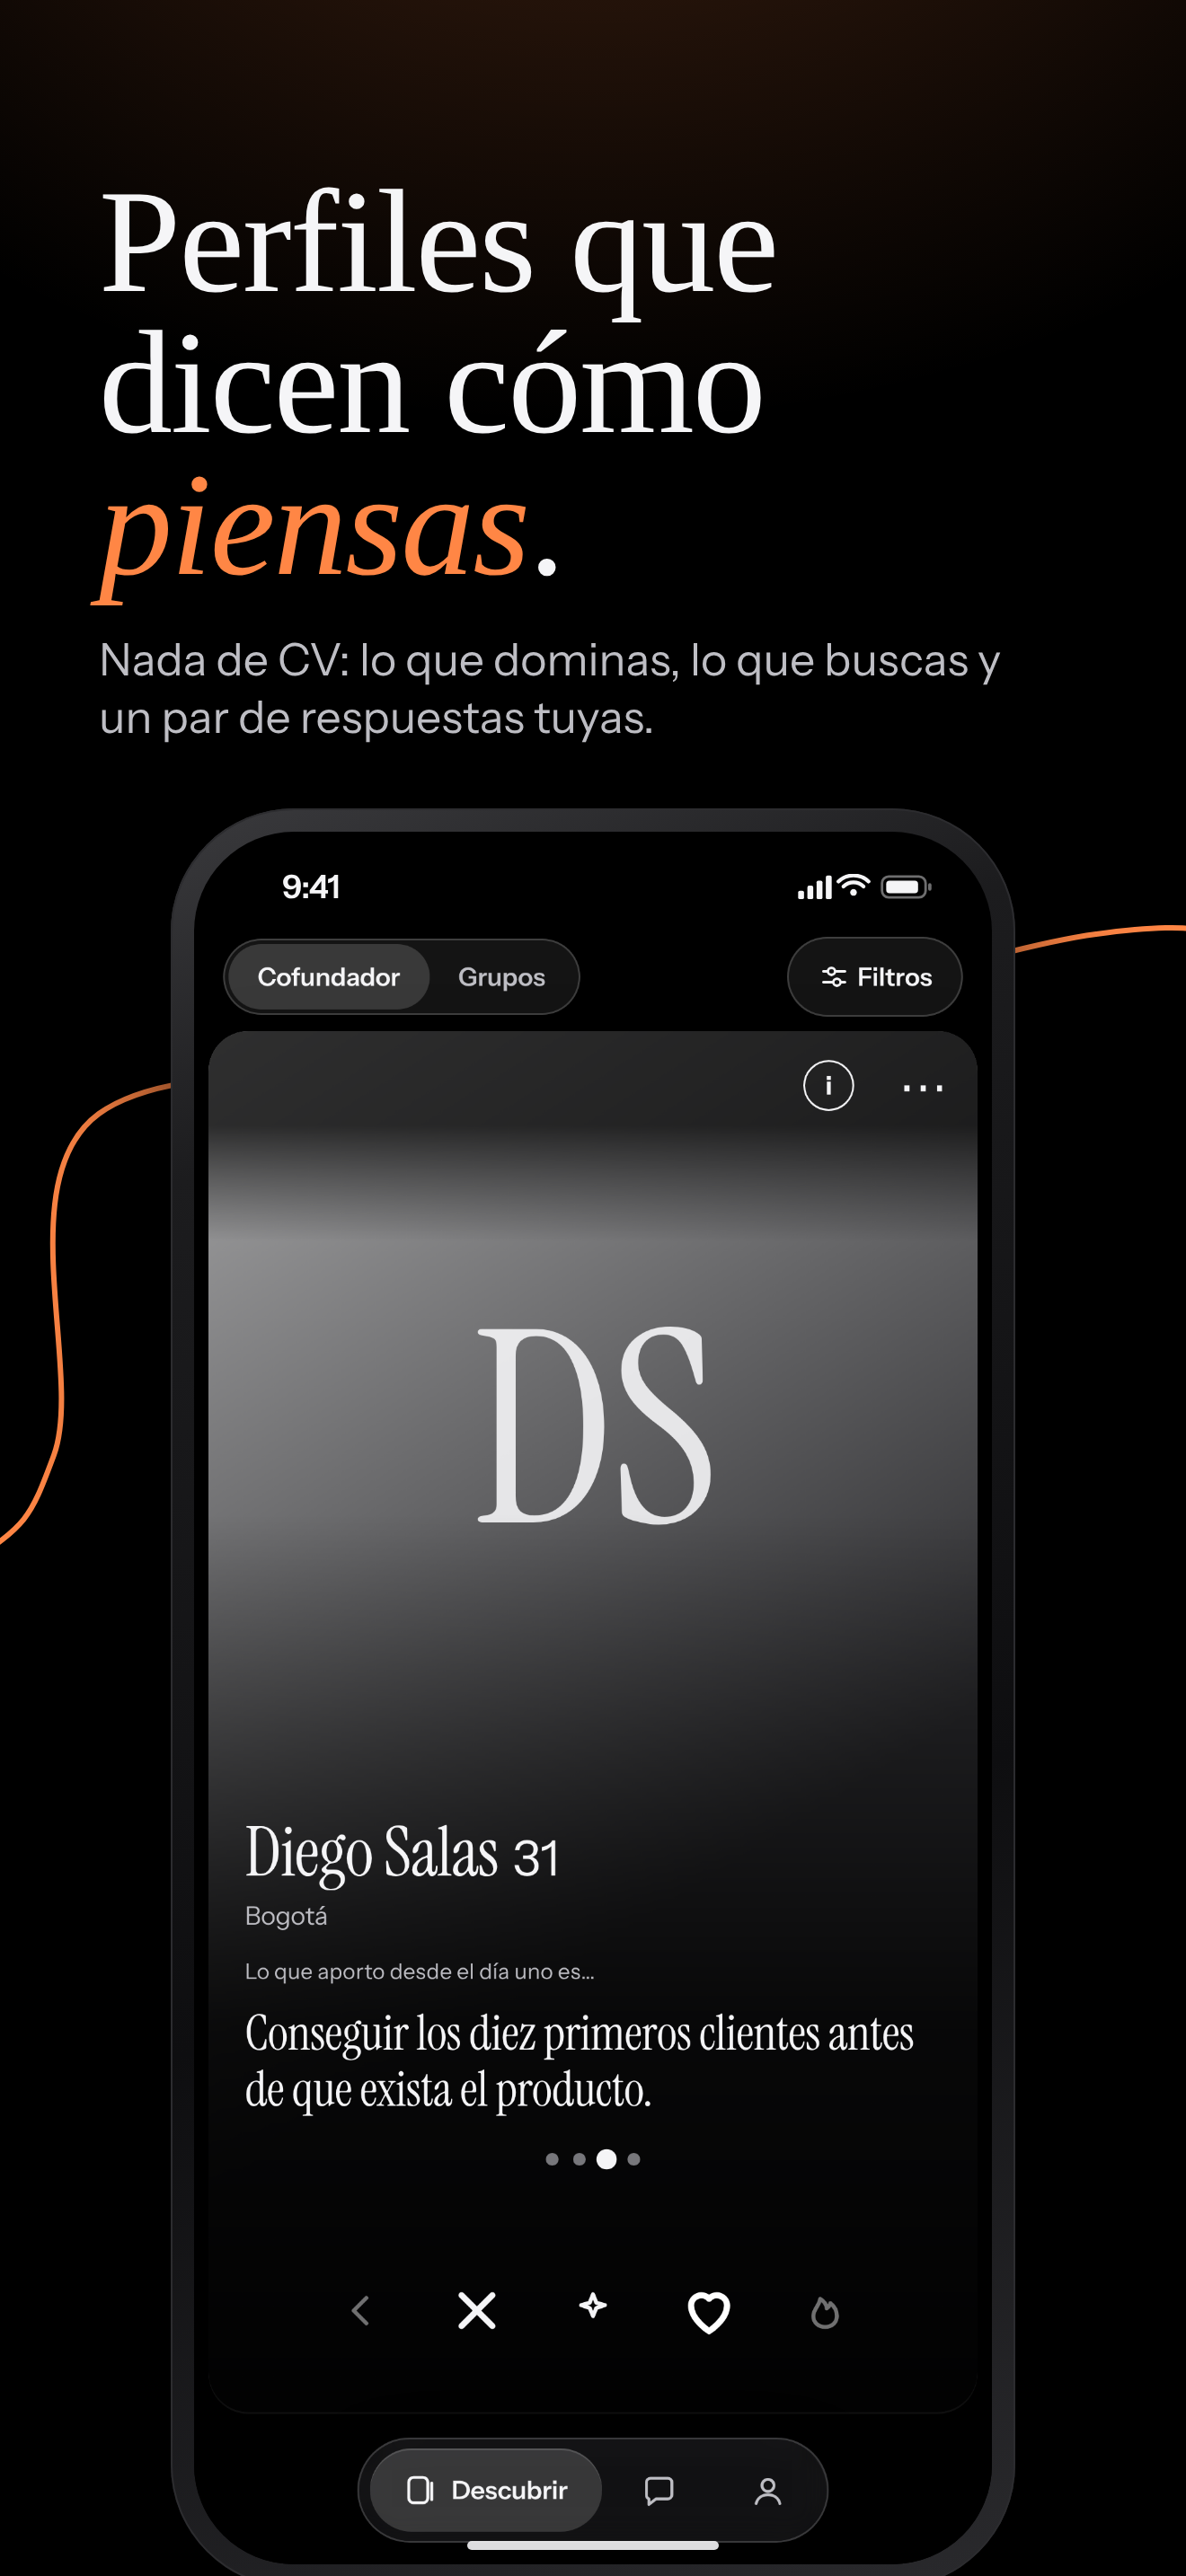 Perfiles que
dicen cómo
piensas.
Nada de CV: lo que dominas, lo que buscas y
un par de respuestas tuyas.
9:41
Cofundador Grupos Filtros
i ...
DS
Diego Salas 31
Bogotá
Lo que aporto desde el día uno es...
Conseguir los diez primeros clientes antes
de que exista el producto.
Descubrir